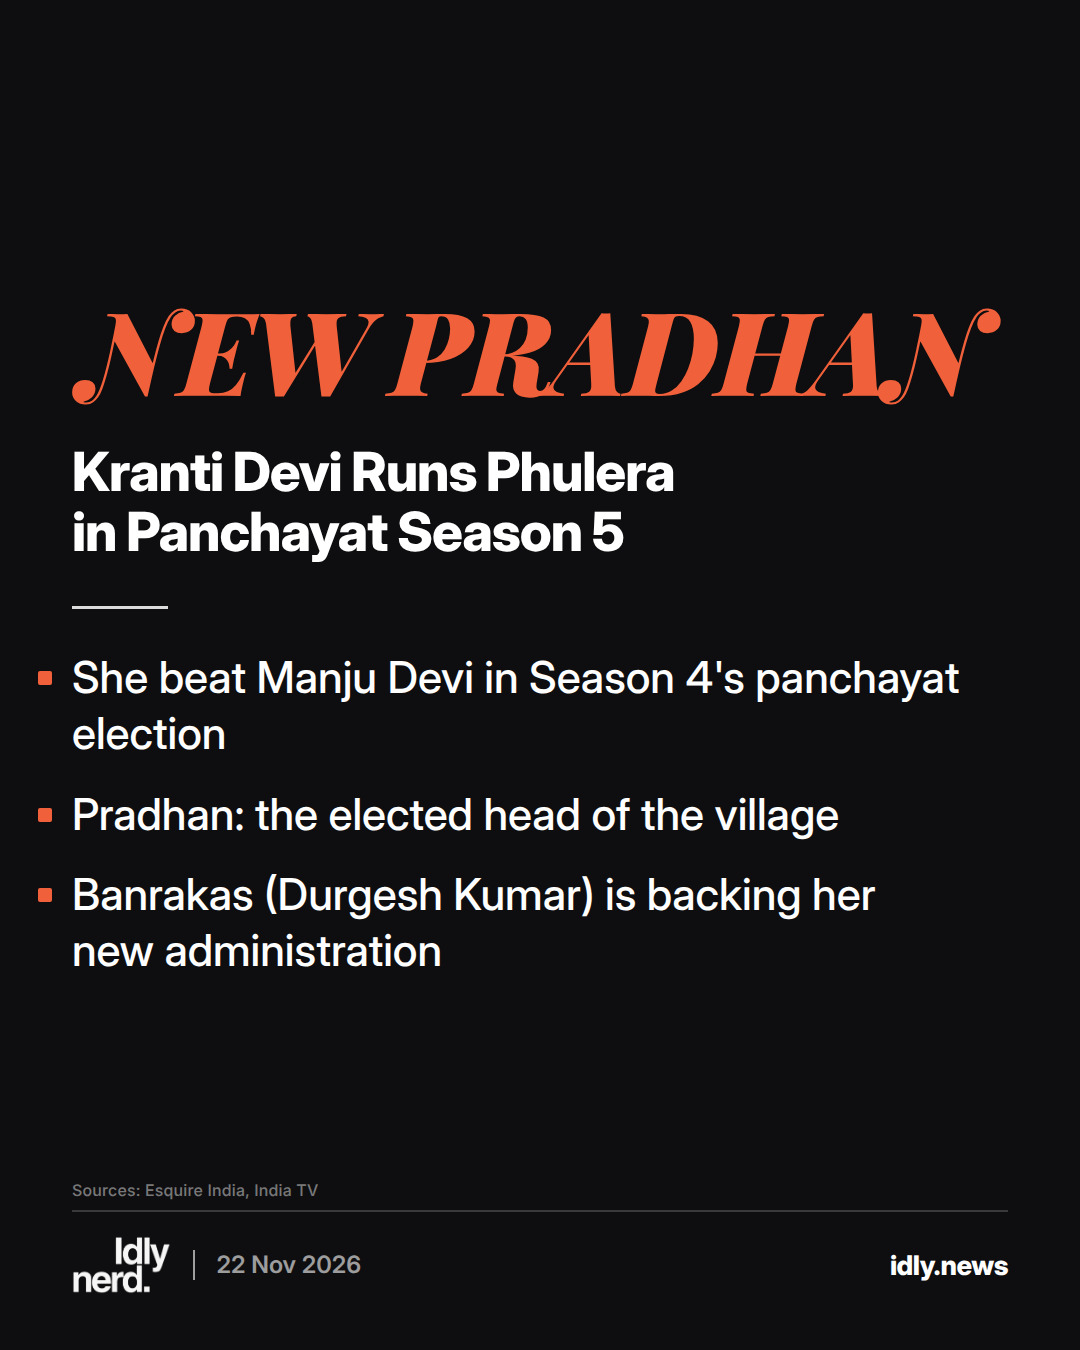 NEW PRADHAN
Kranti Devi Runs Phulera
in Panchayat Season 5
She beat Manju Devi in Season 4's panchayat
election
Pradhan: the elected head of the village
Banrakas (Durgesh Kumar) is backing her
new administration
Sources: Esquire India, India TV
Idly
nerd.
22 Nov 2026
idly.news